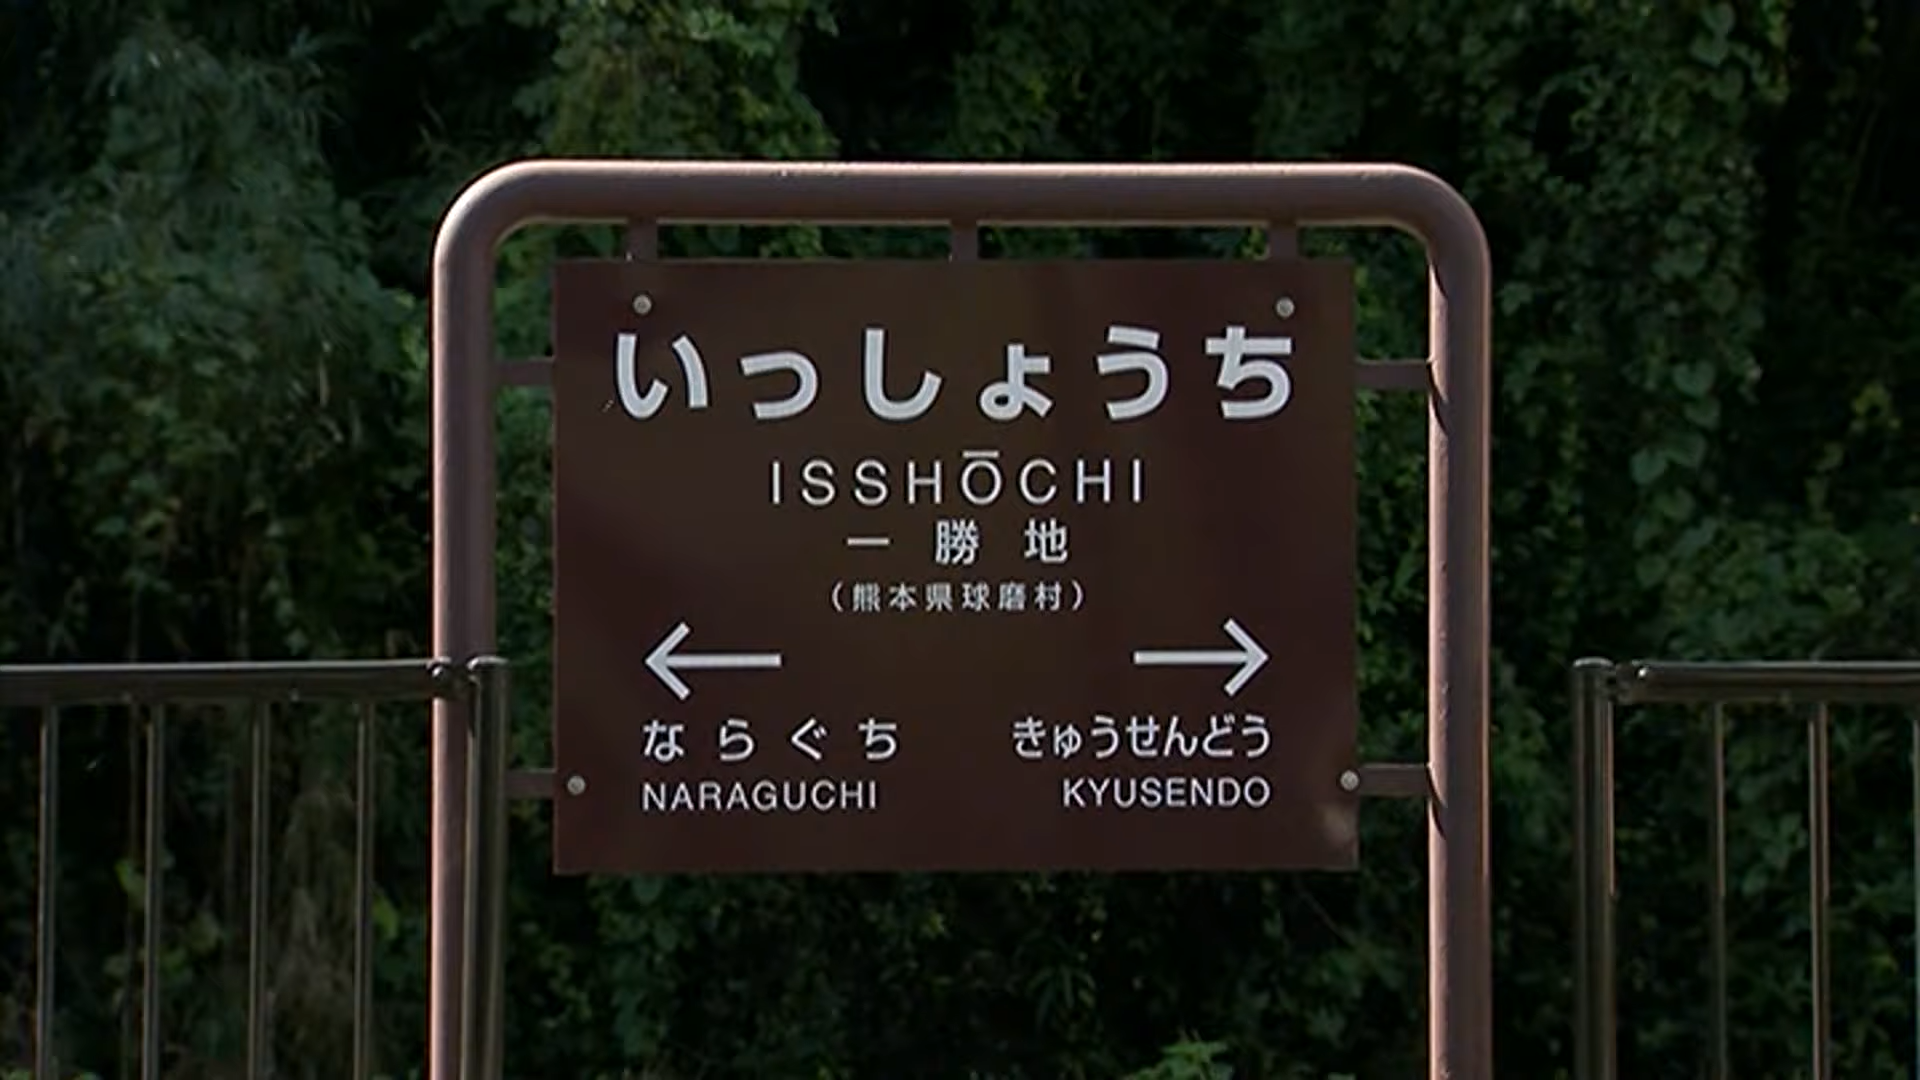 いっしょうち
ISSHŌCHI
一勝地
(熊本県球磨村)
← →
ならぐち きゅうせんどう
NARAGUCHI KYUSENDO